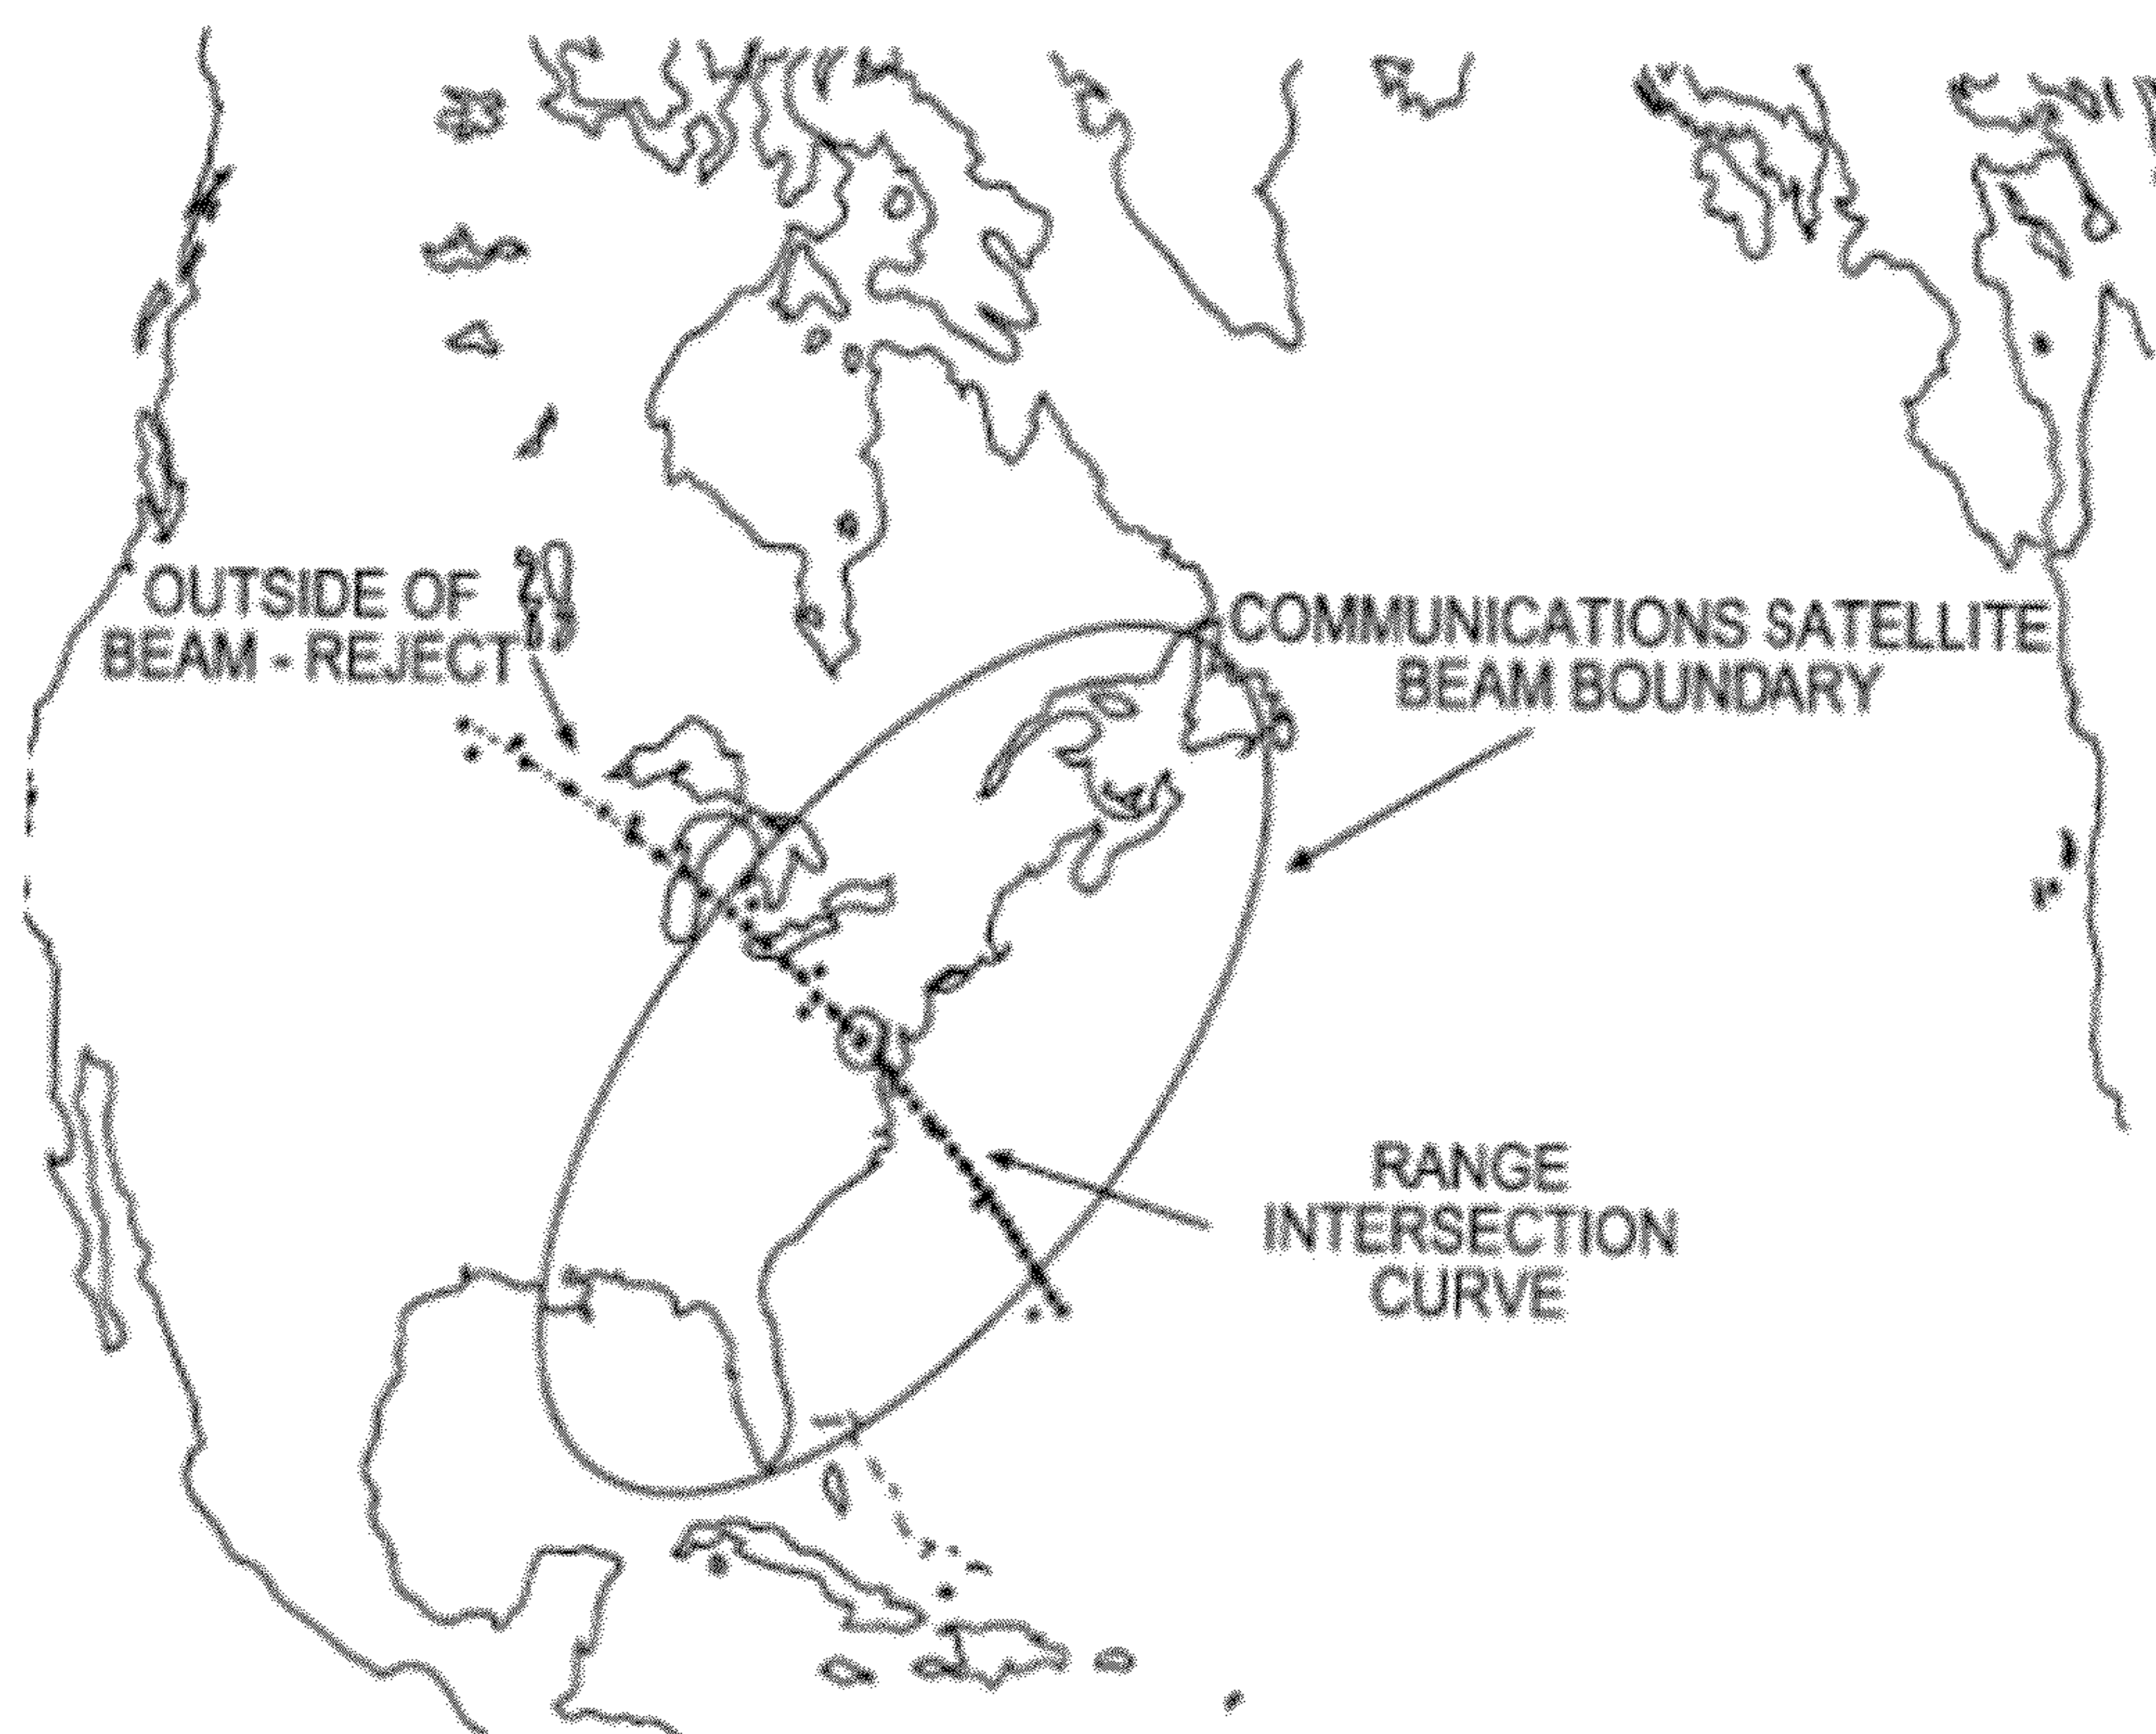 OUTSIDE OF
BEAM - REJECT
COMMUNICATIONS SATELLITE
BEAM BOUNDARY
RANGE
INTERSECTION
CURVE